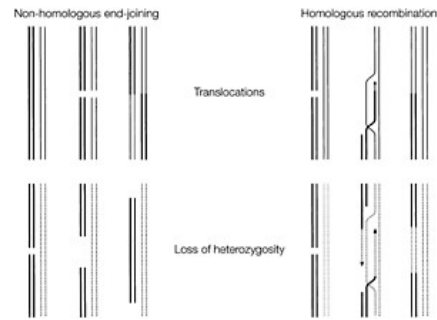 Non-homologous end-joining
Homologous recombination
Translocations
Loss of heterozygosity